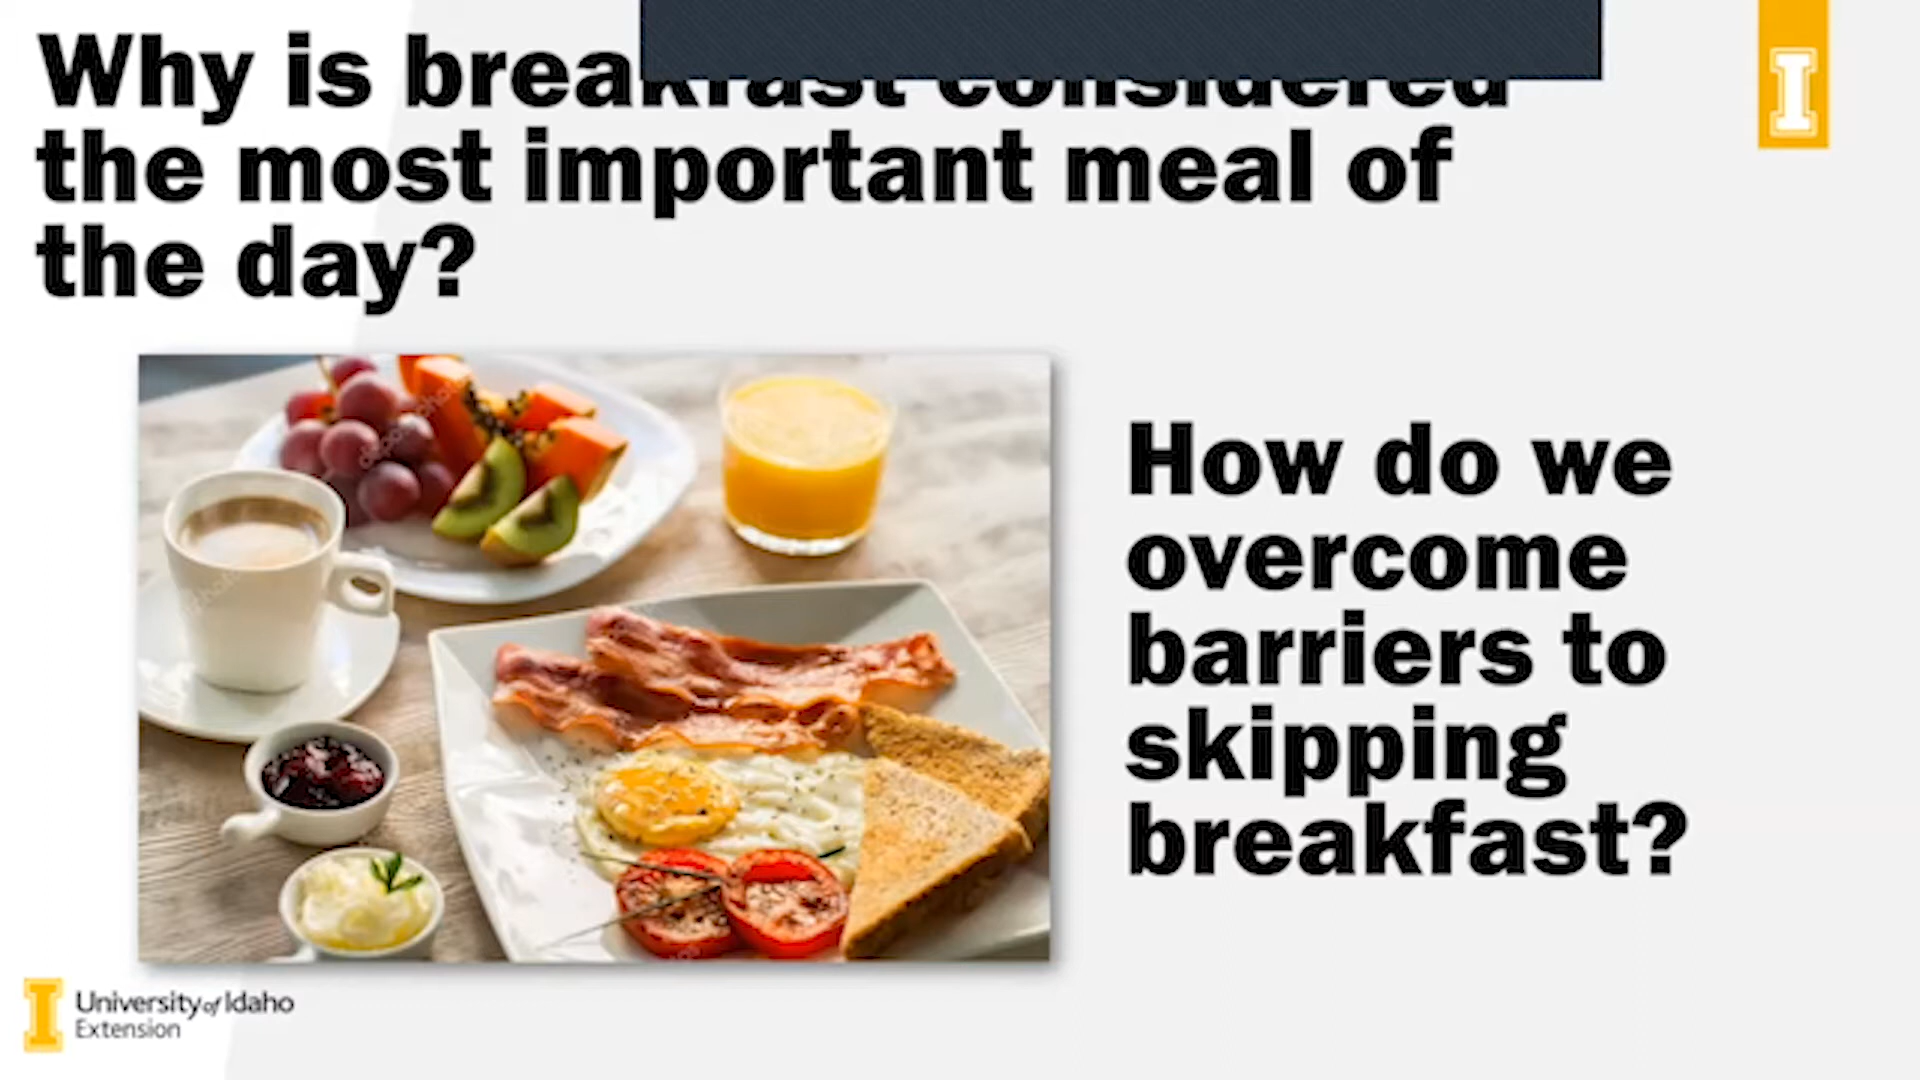 Why is breakfast considered
the most important meal of
the day?
How do we
overcome
barriers to
skipping
breakfast?
I
I
University of Idaho
Extension